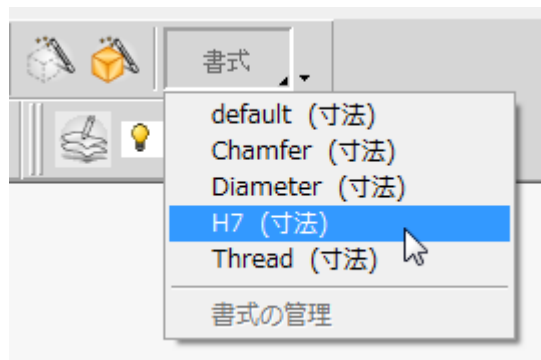 書式
default (寸法)
Chamfer (寸法)
Diameter (寸法)
H7 (寸法)
Thread (寸法)
書式の管理